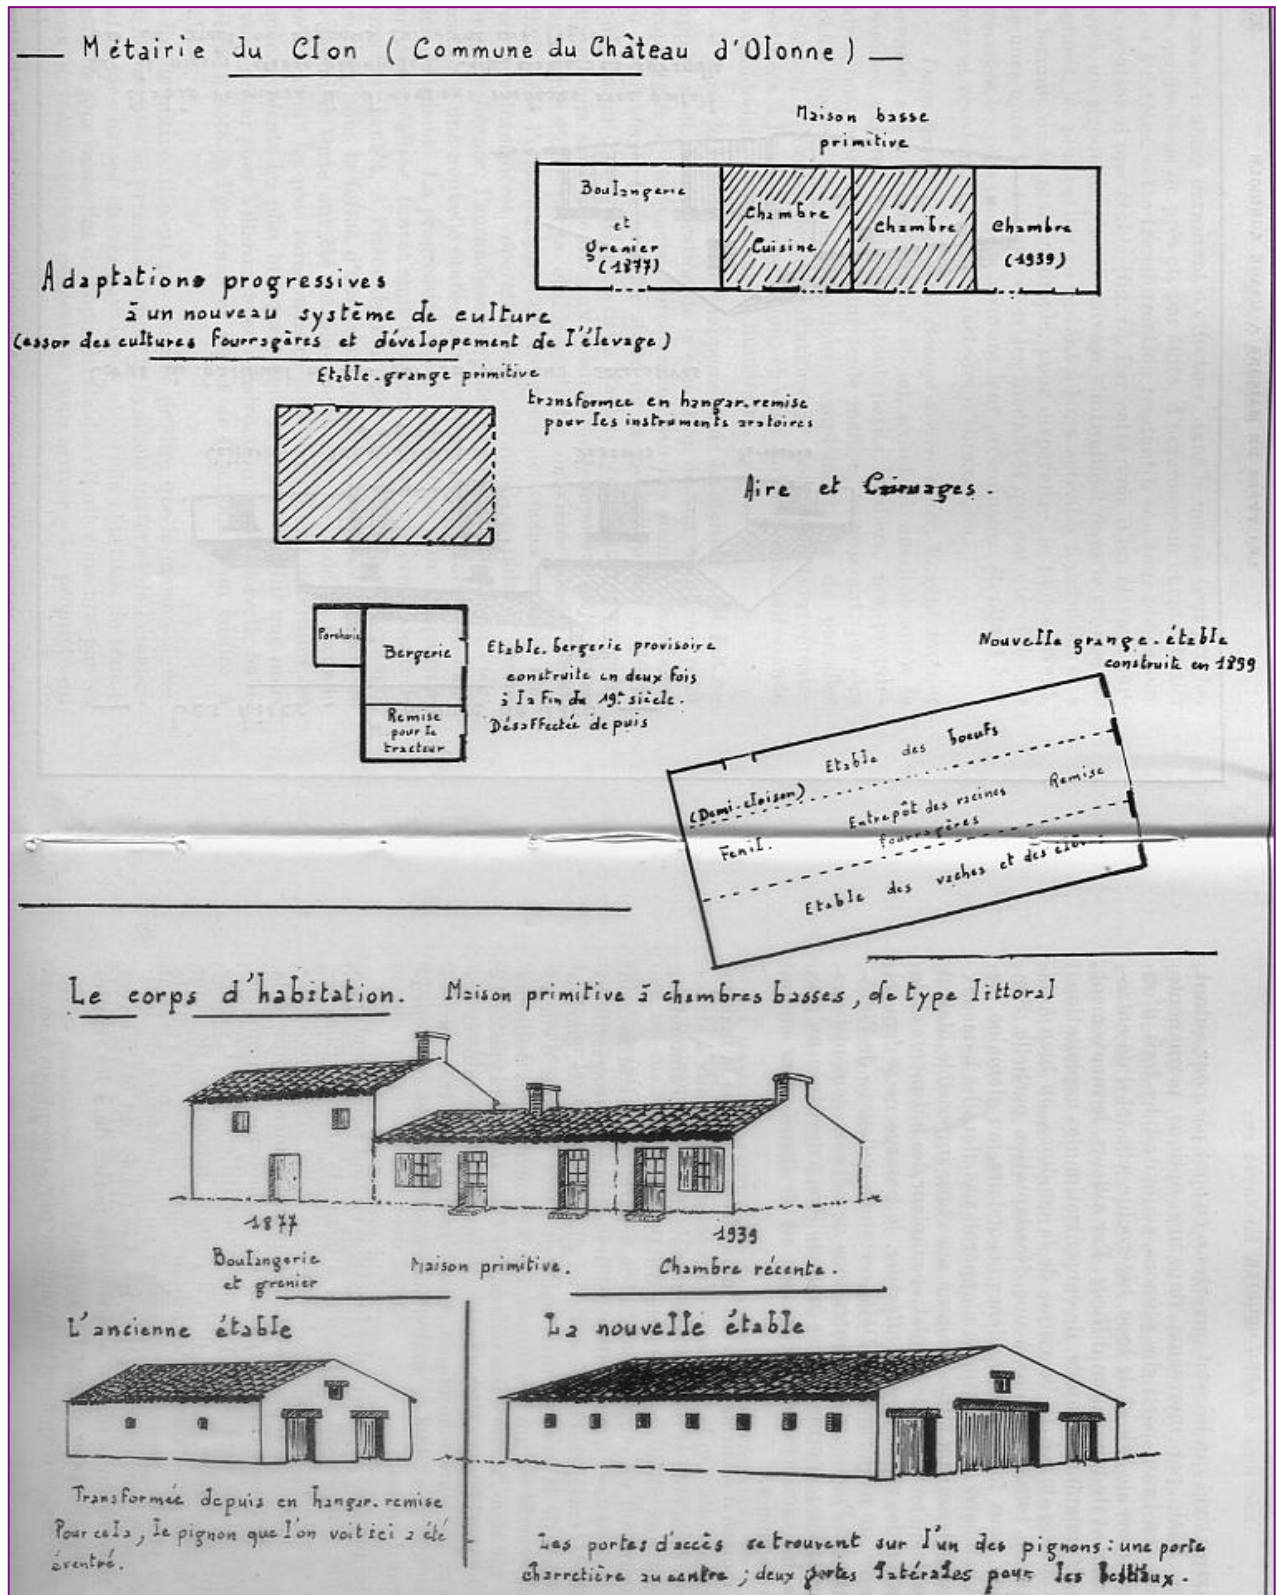 Métairie du Clon (Commune du Château d'Olonne)
Maison basse
primitive
Boulangerie
et
grenier
(1877)
Chambre
Cuisine
Chambre
Chambre
(1939)
Adaptations progressives
à un nouveau système de culture
(essor des cultures fourragères et développement de l'élevage)
Etable-grange primitive
transformée en hangar-remise
pour les instruments aratoires
Aire et
Porcherie
Bergerie
Remise
pour le
tracteur
Etable-bergerie provisoire
construite en deux fois
à la fin du 19e siècle.
Désaffectée depuis
Nouvelle grange-étable
construite en 1899
Etable des boeufs
(Demi-cloison)
Entrepôt des racines
fourragères
Remise
Fenil.
Etable des vaches et des
Le corps d'habitation. Maison primitive à chambres basses, de type littoral
1877
Boulangerie
et grenier
Maison primitive.
1939
Chambre récente.
L'ancienne étable
Transformée depuis en hangar-remise
Pour cela, le pignon que l'on voit ici a été
éventré.
La nouvelle étable
Les portes d'accès se trouvent sur l'un des pignons : une porte
charretière au centre ; deux portes latérales pour les bestiaux.